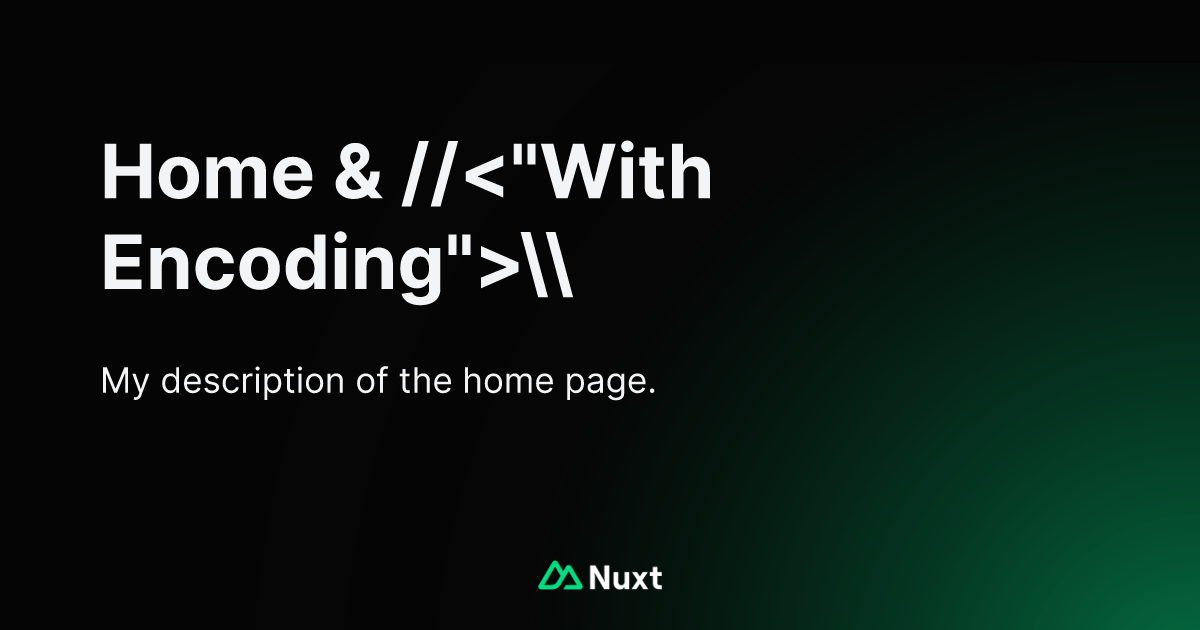 Home & //<"With
Encoding">\\
My description of the home page.
Nuxt